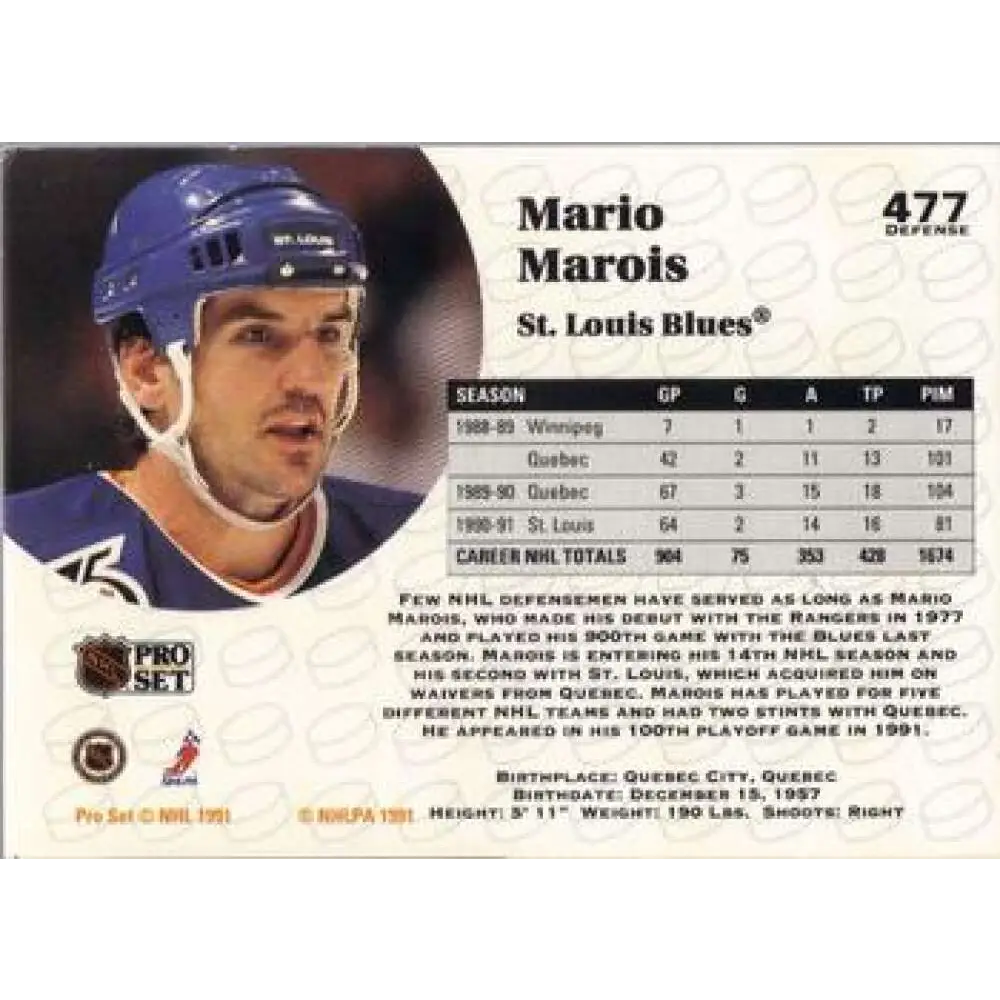 Mario
Marois
St. Louis Blues®
477
DEFENSE
ST. LOUIS
75
SEASON GP G A TP PIM
1988-89 Winnipeg 7 1 1 2 17
Quebec 42 2 11 13 101
1989-90 Quebec 67 3 15 18 104
1990-91 St. Louis 64 2 14 16 81
CAREER NHL TOTALS 904 75 353 428 1674
FEW NHL DEFENSEMEN HAVE SERVED AS LONG AS MARIO
MAROIS, WHO MADE HIS DEBUT WITH THE RANGERS IN 1977
AND PLAYED HIS 900TH GAME WITH THE BLUES LAST
SEASON. MAROIS IS ENTERING HIS 14TH NHL SEASON AND
HIS SECOND WITH ST. LOUIS, WHICH ACQUIRED HIM ON
WAIVERS FROM QUEBEC. MAROIS HAS PLAYED FOR FIVE
DIFFERENT NHL TEAMS AND HAD TWO STINTS WITH QUEBEC.
HE APPEARED IN HIS 100TH PLAYOFF GAME IN 1991.
PRO
SET
BIRTHPLACE: QUEBEC CITY, QUEBEC
BIRTHDATE: DECEMBER 15, 1957
HEIGHT: 5' 11" WEIGHT: 190 LBS. SHOOTS: RIGHT
Pro Set © NHL 1991
© NHLPA 1991